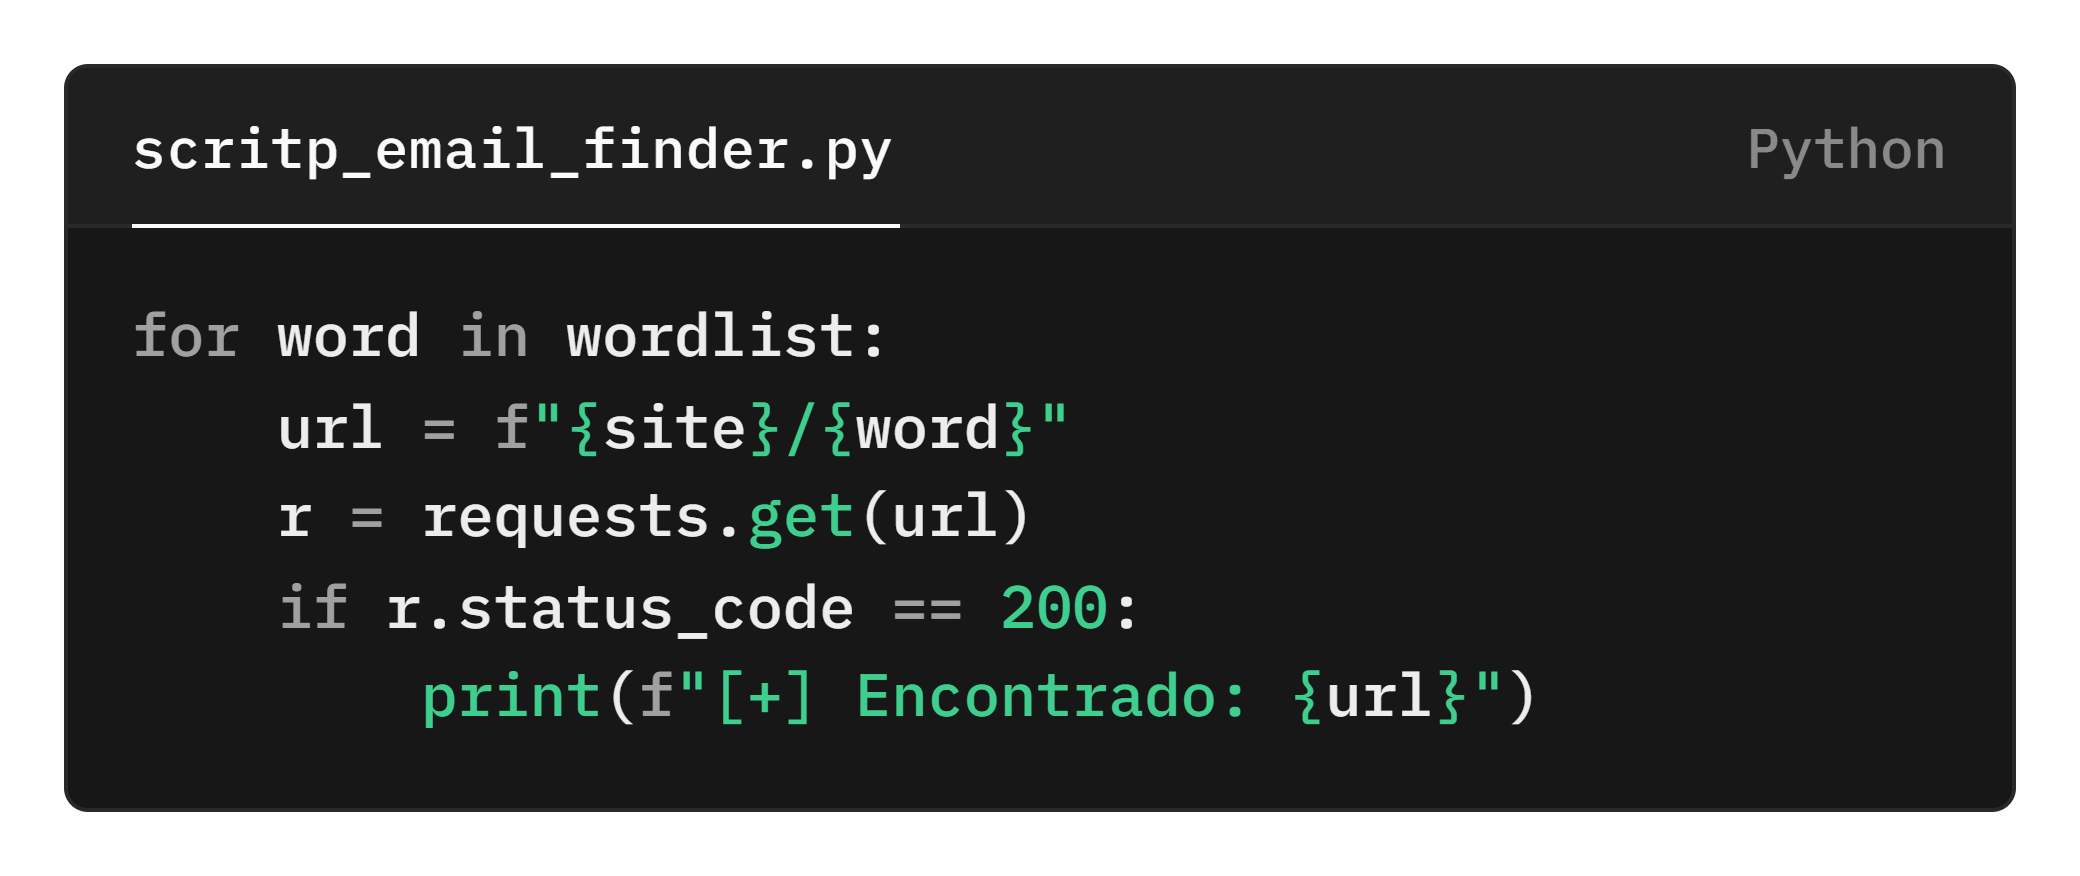 scritp_email_finder.py
Python
for word in wordlist:
    url = f"{site}/{word}"
    r = requests.get(url)
    if r.status_code == 200:
        print(f"[+] Encontrado: {url}")